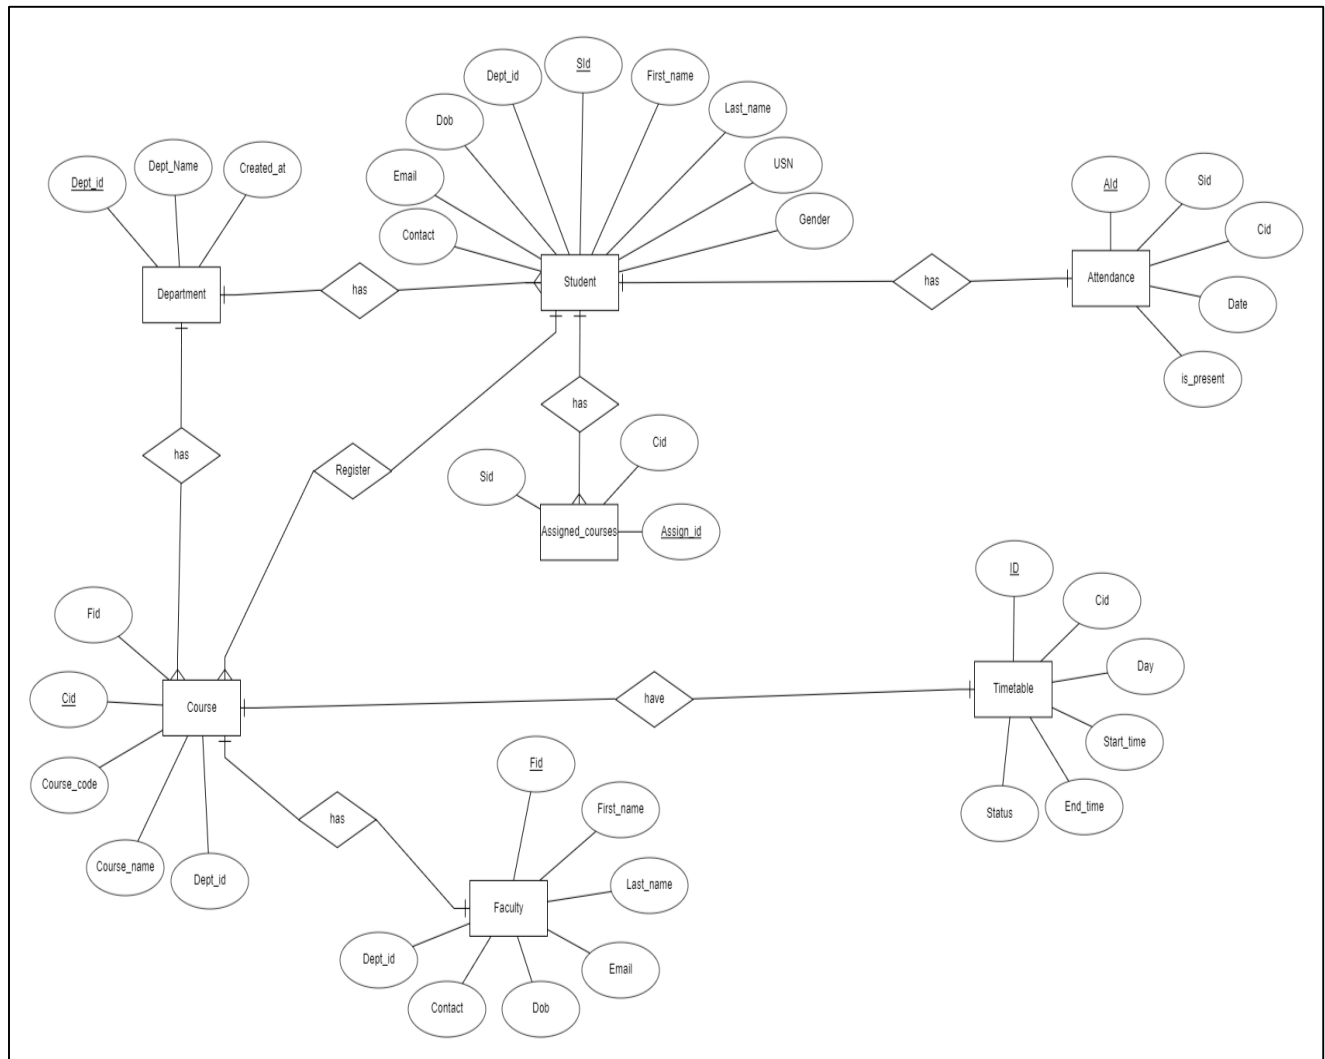 SId
First_name
Dept_id
Last_name
Dob
USN
Email
Gender
Contact
Dept_id
Dept_Name
Created_at
AId
Sid
Cid
Date
is_present
Department
has
Student
has
Attendance
has
has
Register
Sid
Cid
Assigned_courses
Assign_id
ID
Cid
Day
Start_time
End_time
Status
Timetable
Fid
Cid
Course_code
Course_name
Dept_id
Course
have
has
Fid
First_name
Last_name
Email
Dob
Contact
Dept_id
Faculty